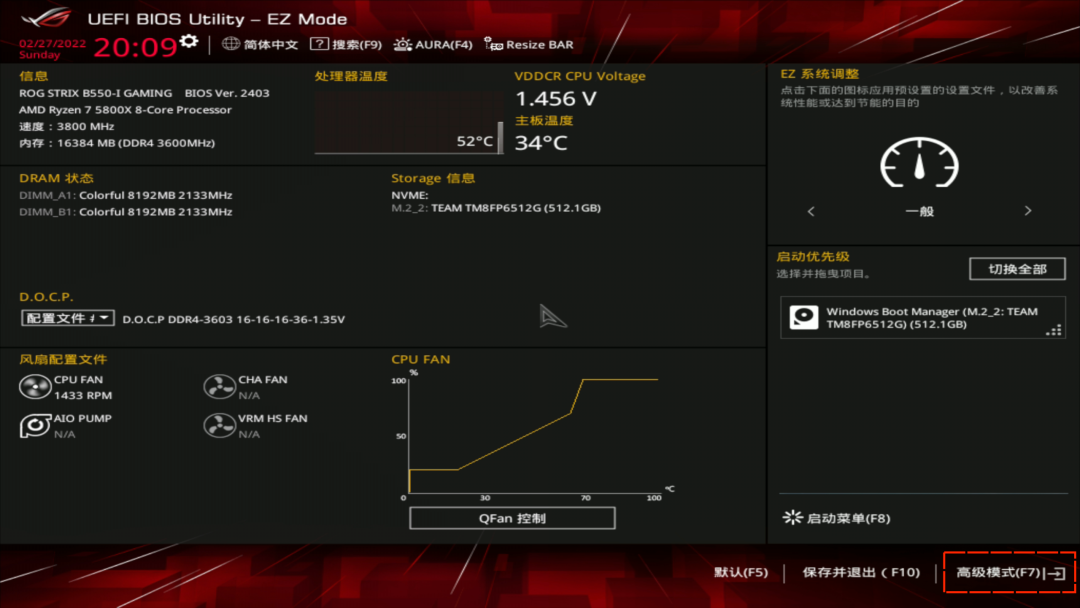 UEFI BIOS Utility – EZ Mode
02/27/2022
Sunday
20:09
简体中文
搜索(F9)
AURA(F4)
Resize BAR
信息
ROG STRIX B550-I GAMING BIOS Ver. 2403
AMD Ryzen 7 5800X 8-Core Processor
速度：3800 MHz
内存：16384 MB (DDR4 3600MHz)
处理器温度
52°C
VDDCR CPU Voltage
1.456 V
主板温度
34°C
DRAM 状态
DIMM_A1: Colorful 8192MB 2133MHz
DIMM_B1: Colorful 8192MB 2133MHz
Storage 信息
NVME:
M.2_2: TEAM TM8FP6512G (512.1GB)
D.O.C.P.
配置文件
D.O.C.P DDR4-3603 16-16-16-36-1.35V
风扇配置文件
CPU FAN
1433 RPM
CHA FAN
N/A
AIO PUMP
N/A
VRM HS FAN
N/A
CPU FAN
%
100
50
0
30
70
100
°C
QFan 控制
EZ 系统调整
点击下面的图标应用预设置的设置文件，以改善系
统性能或达到节能的目的
一般
启动优先级
选择并拖曳项目。
切换全部
Windows Boot Manager (M.2_2: TEAM
TM8FP6512G) (512.1GB)
启动菜单(F8)
默认(F5)
保存并退出（F10)
高级模式(F7)